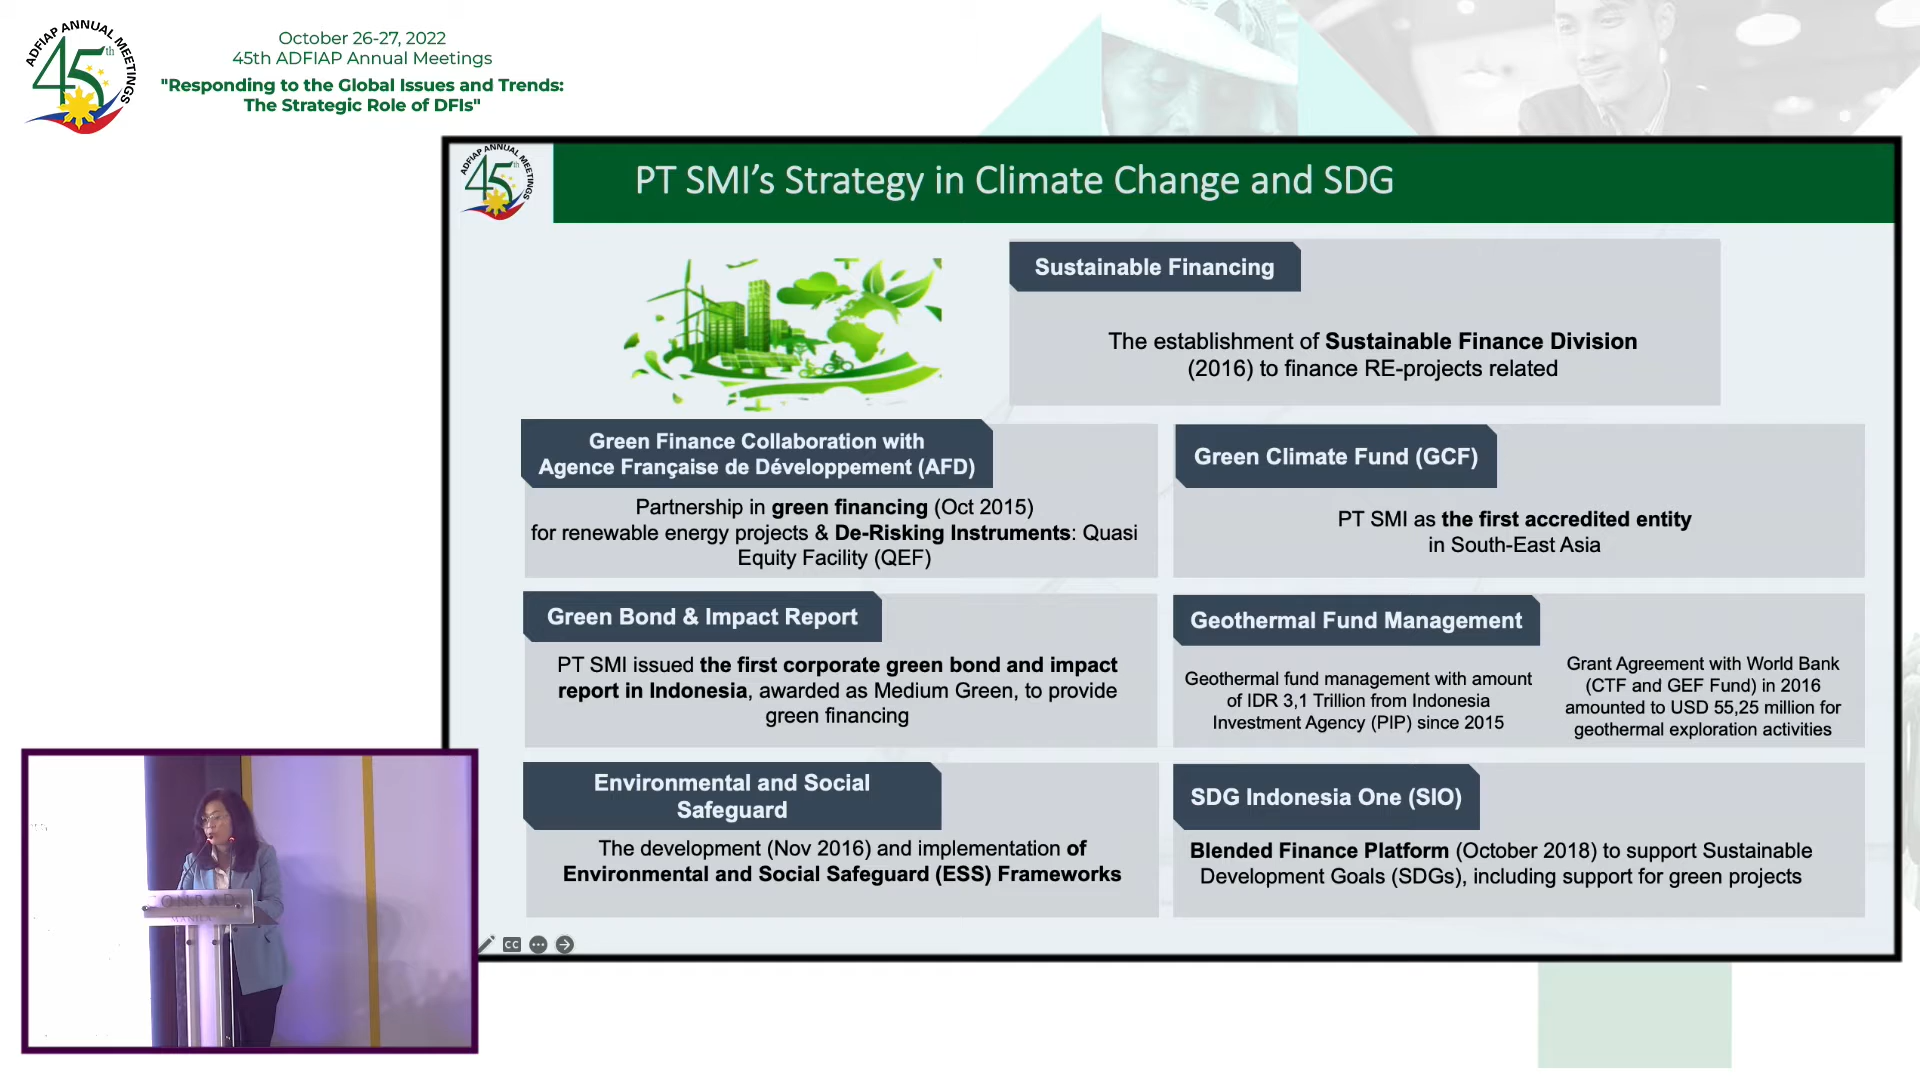 ADFIAP ANNUAL MEETINGS
45th
October 26-27, 2022
45th ADFIAP Annual Meetings
"Responding to the Global Issues and Trends:
The Strategic Role of DFIs"
ADFIAP ANNUAL MEETINGS
45th
PT SMI’s Strategy in Climate Change and SDG
Sustainable Financing
The establishment of Sustainable Finance Division
(2016) to finance RE-projects related
Green Finance Collaboration with
Agence Française de Développement (AFD)
Partnership in green financing (Oct 2015)
for renewable energy projects & De-Risking Instruments: Quasi
Equity Facility (QEF)
Green Climate Fund (GCF)
PT SMI as the first accredited entity
in South-East Asia
Green Bond & Impact Report
PT SMI issued the first corporate green bond and impact
report in Indonesia, awarded as Medium Green, to provide
green financing
Geothermal Fund Management
Geothermal fund management with amount
of IDR 3,1 Trillion from Indonesia
Investment Agency (PIP) since 2015
Grant Agreement with World Bank
(CTF and GEF Fund) in 2016
amounted to USD 55,25 million for
geothermal exploration activities
Environmental and Social
Safeguard
The development (Nov 2016) and implementation of
Environmental and Social Safeguard (ESS) Frameworks
SDG Indonesia One (SIO)
Blended Finance Platform (October 2018) to support Sustainable
Development Goals (SDGs), including support for green projects
CONRAD
MANILA
CC